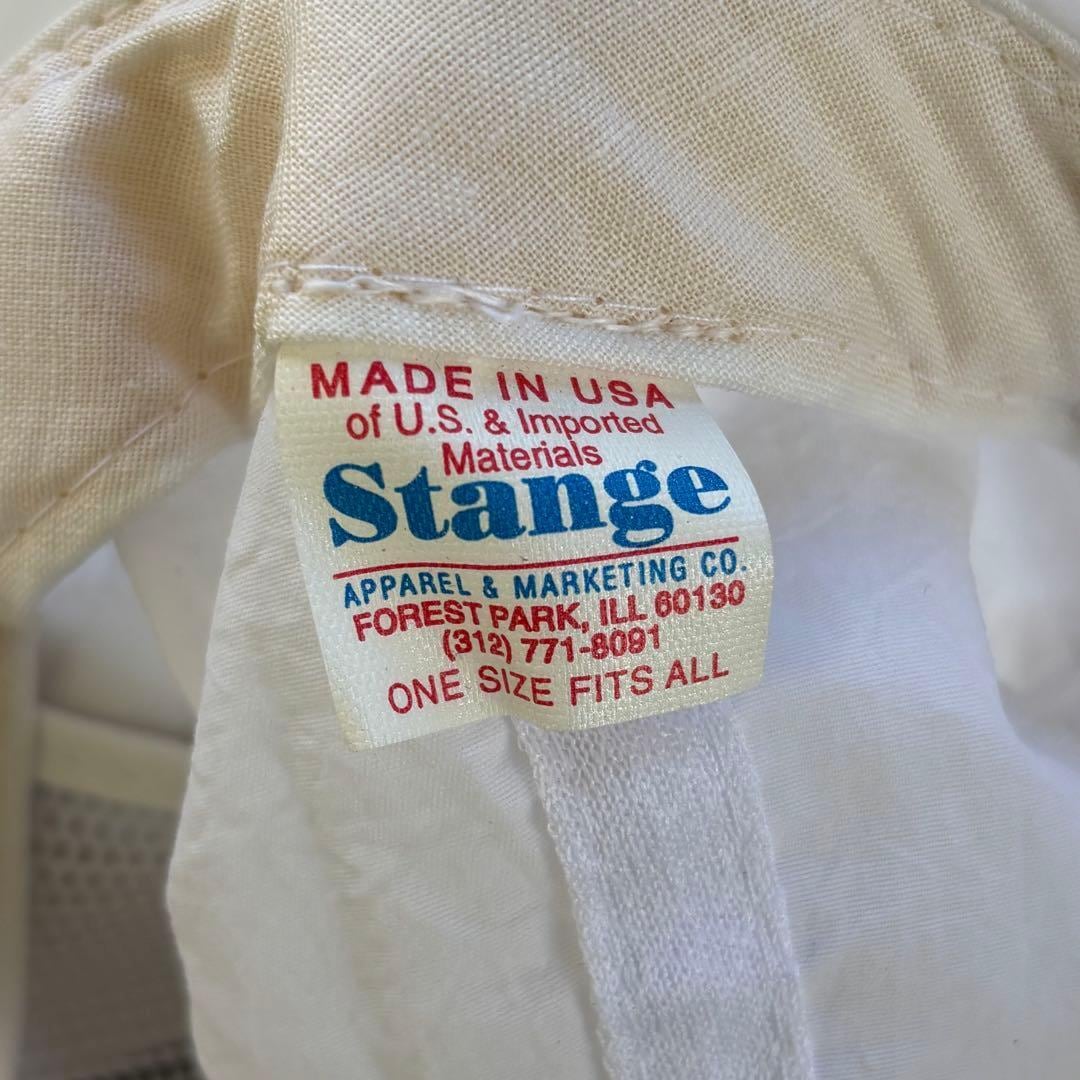 MADE IN USA
of U.S. & Imported
Materials
Stange
APPAREL & MARKETING CO.
FOREST PARK, ILL 60130
(312) 771-8091
ONE SIZE FITS ALL